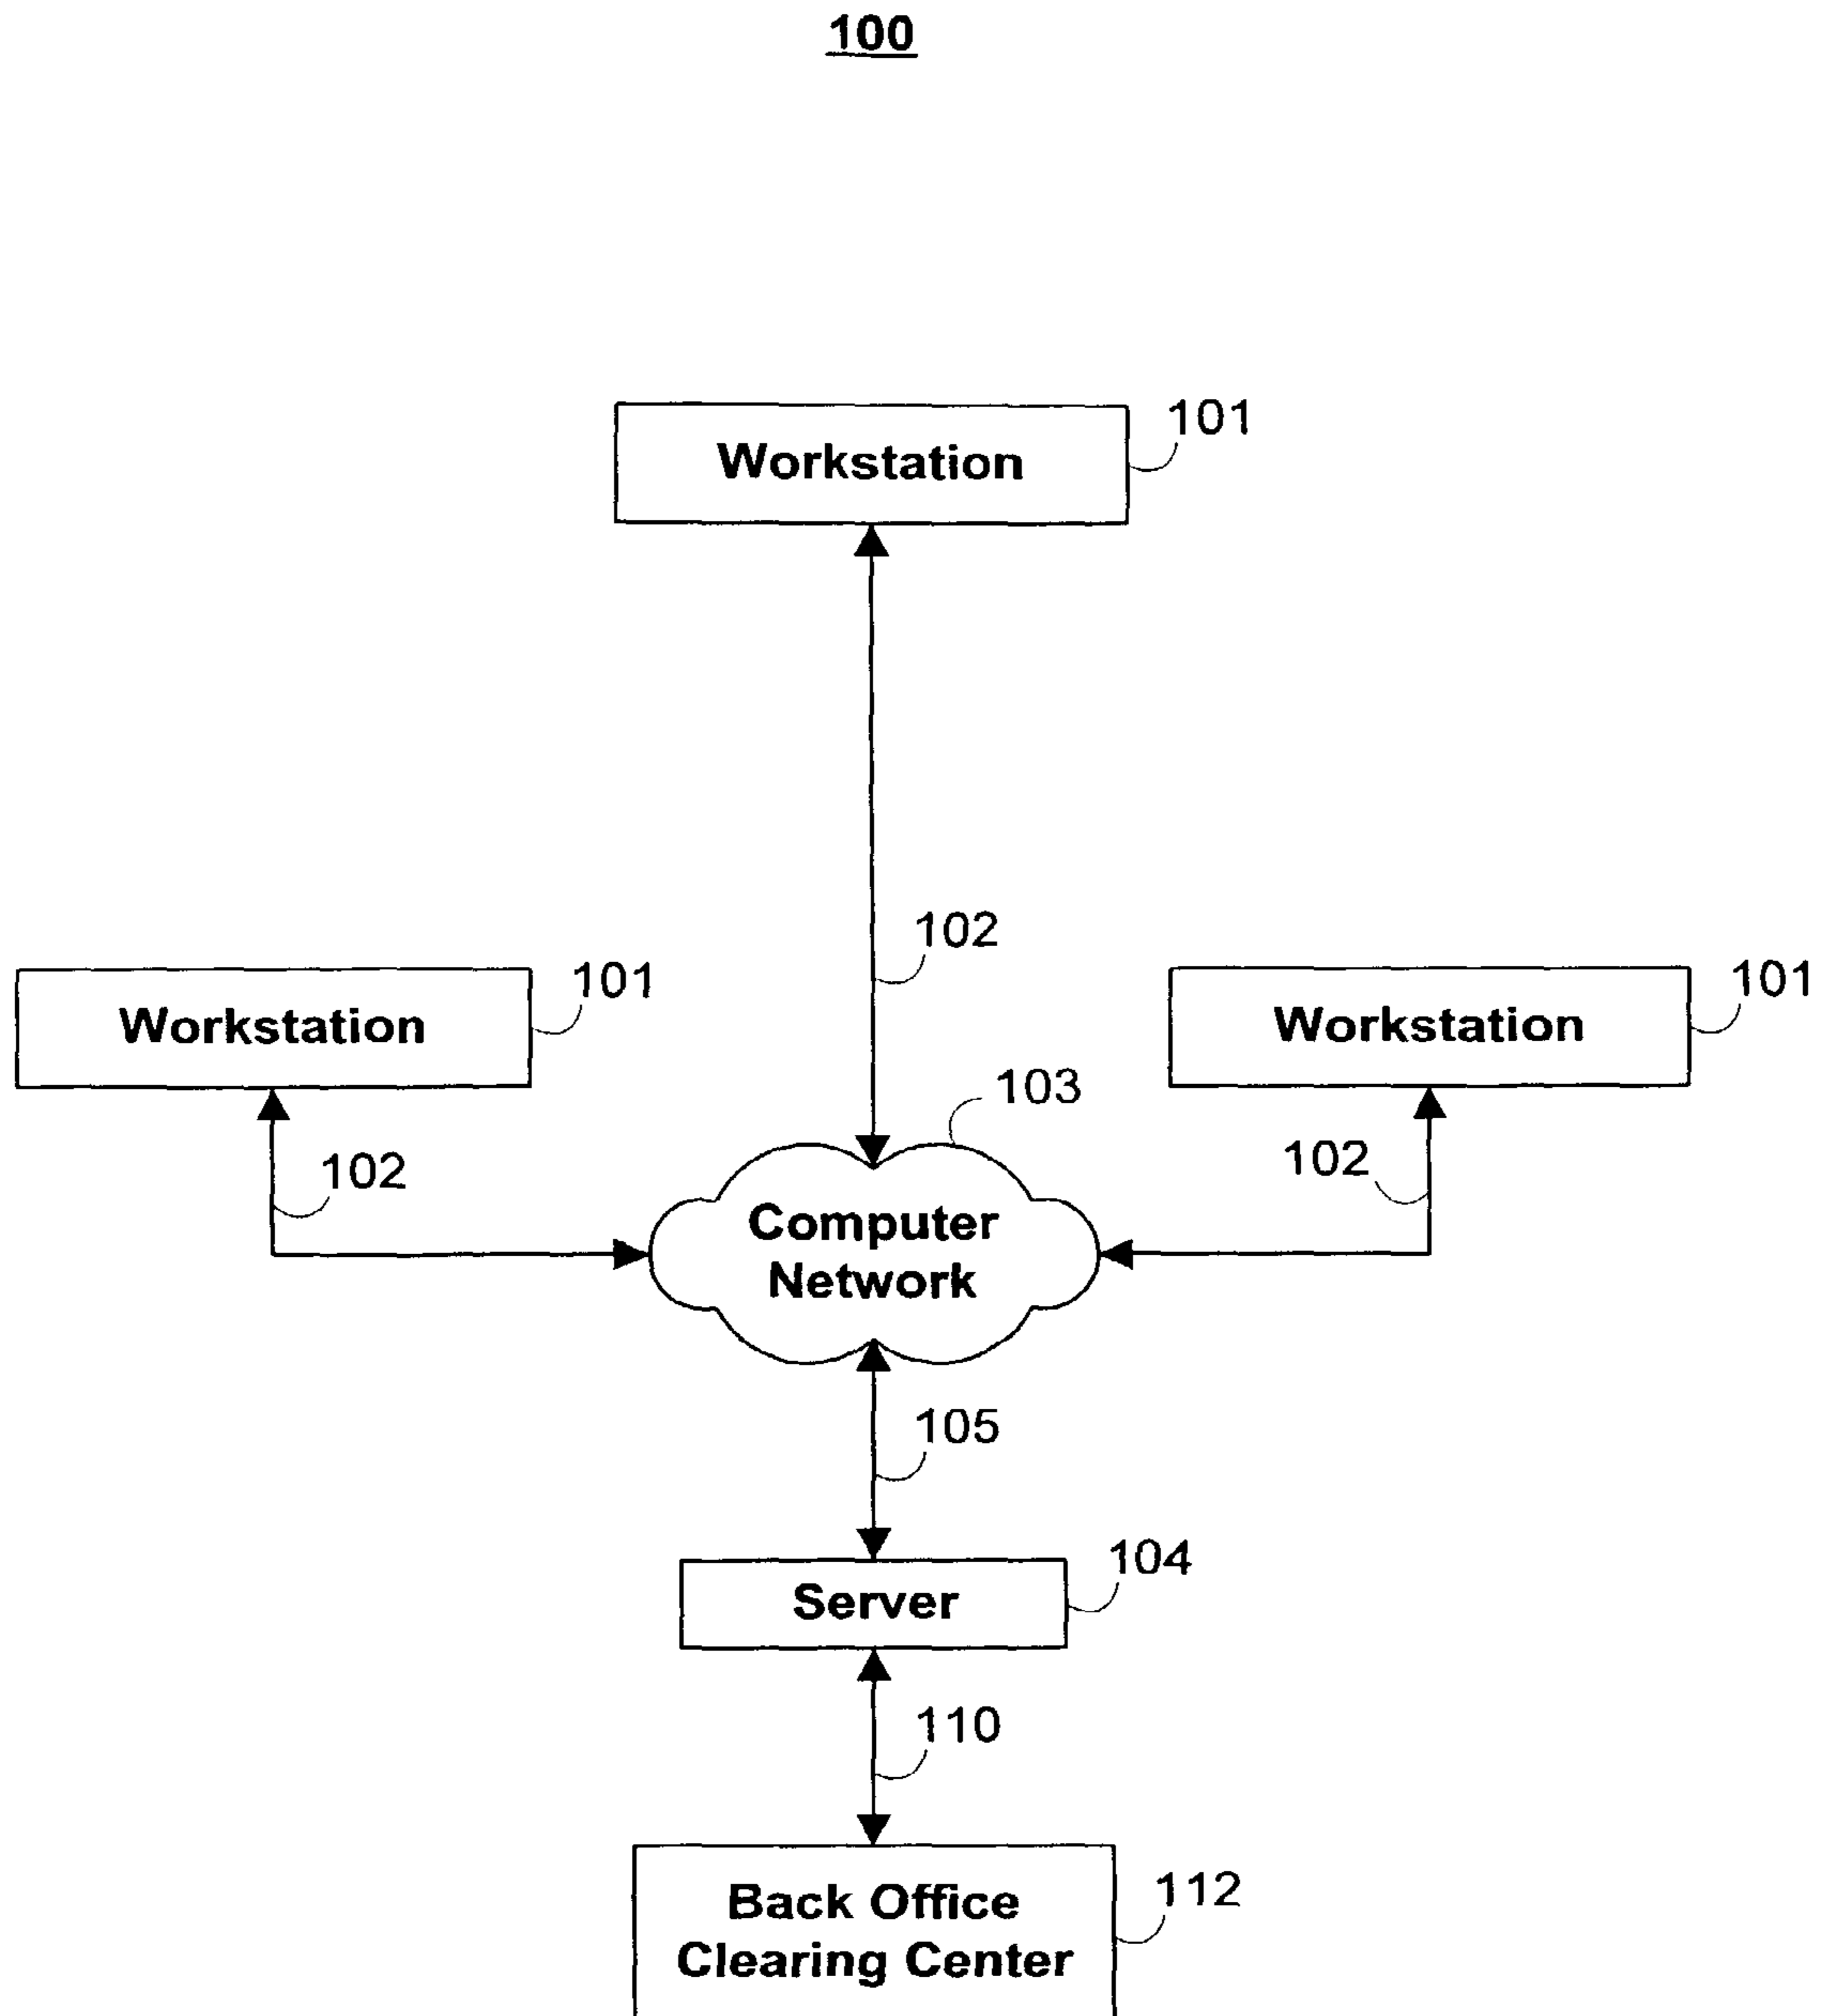 100
101
Workstation
102
101
Workstation
101
Workstation
103
102
102
Computer
Network
105
104
Server
110
112
Back Office
Clearing Center